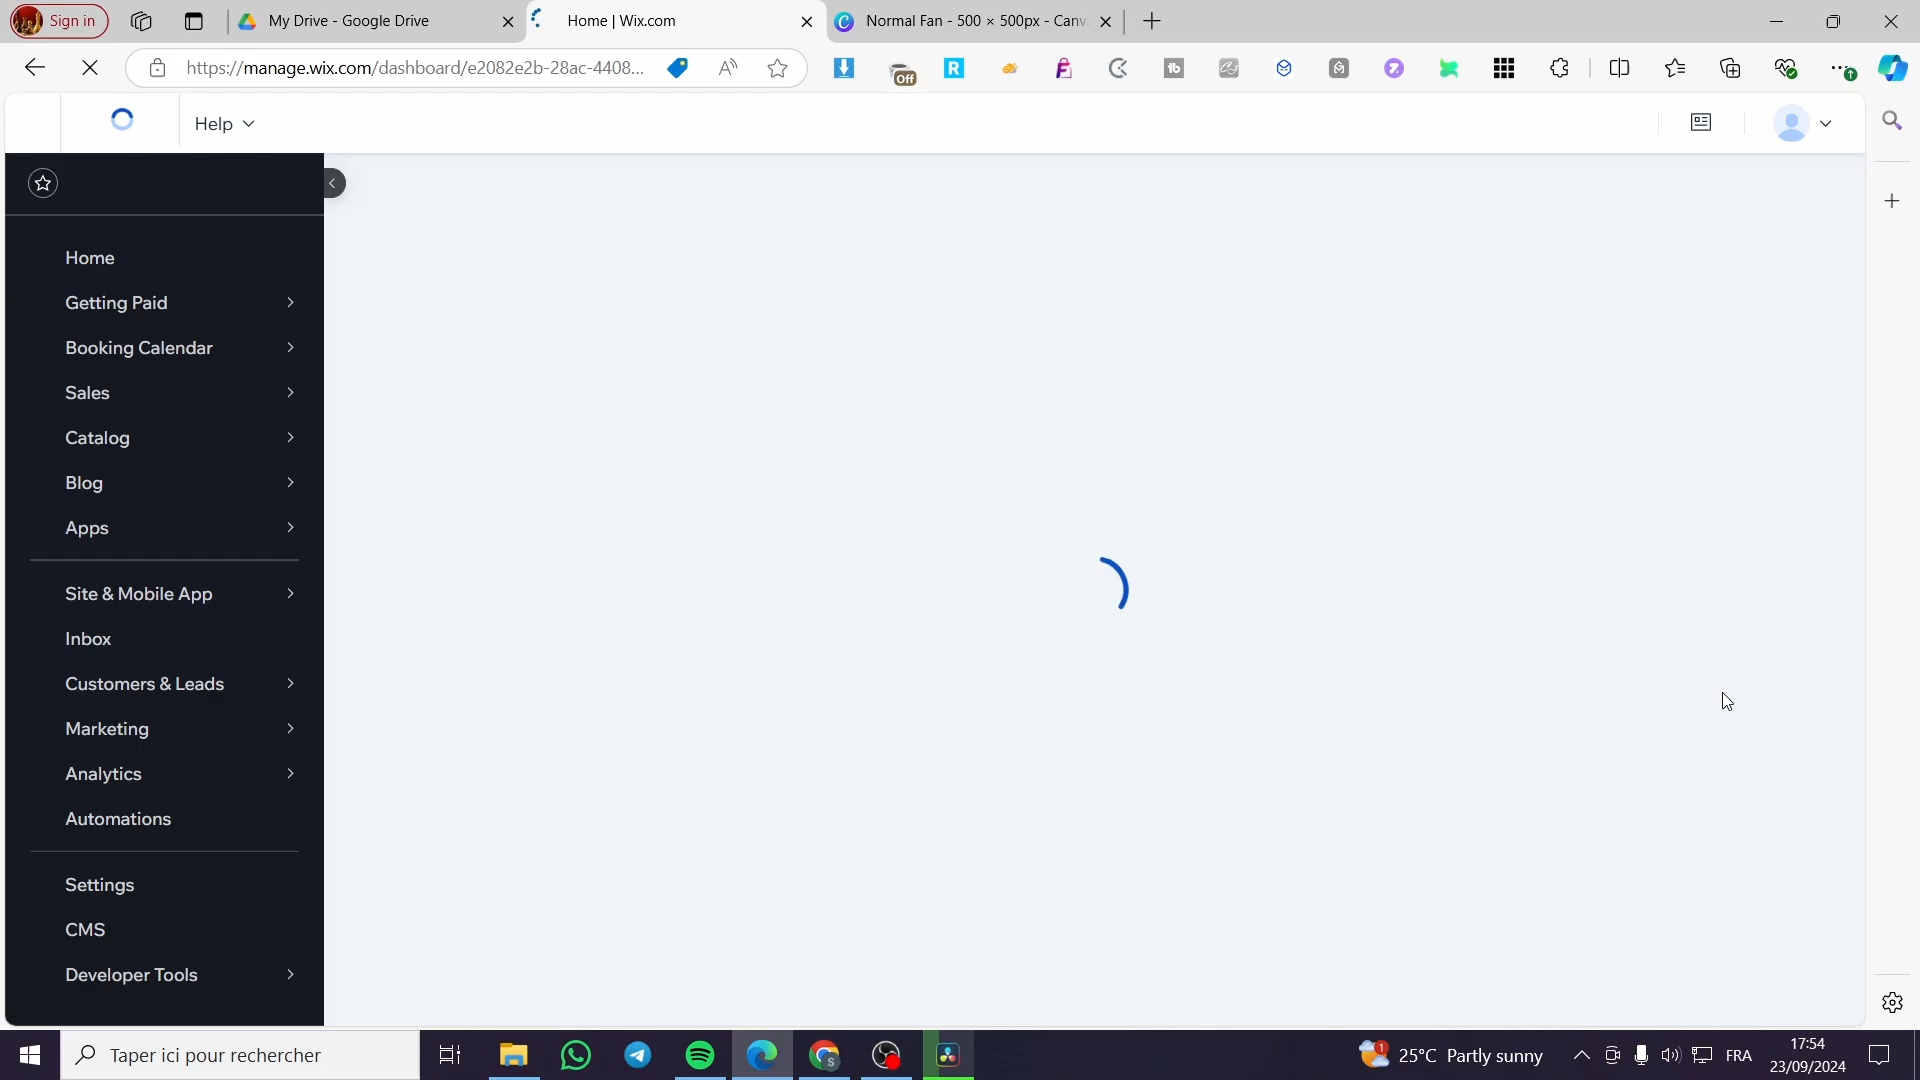 Sign in
My Drive - Google Drive
Home | Wix.com
Normal Fan - 500 × 500px - Canv
https://manage.wix.com/dashboard/e2082e2b-28ac-4408...
Off
R
tb
Help
Home
Getting Paid
Booking Calendar
Sales
Catalog
Blog
Apps
Site & Mobile App
Inbox
Customers & Leads
Marketing
Analytics
Automations
Settings
CMS
Developer Tools
Taper ici pour rechercher
S
1
25°C Partly sunny
FRA
17:54
23/09/2024